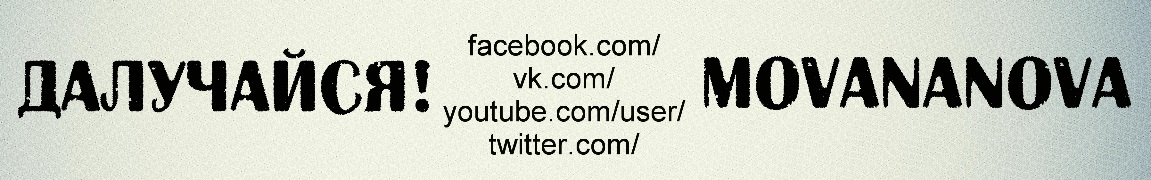 ДАЛУЧАЙСЯ!
facebook.com/
vk.com/
youtube.com/user/
twitter.com/
MOVANANOVA